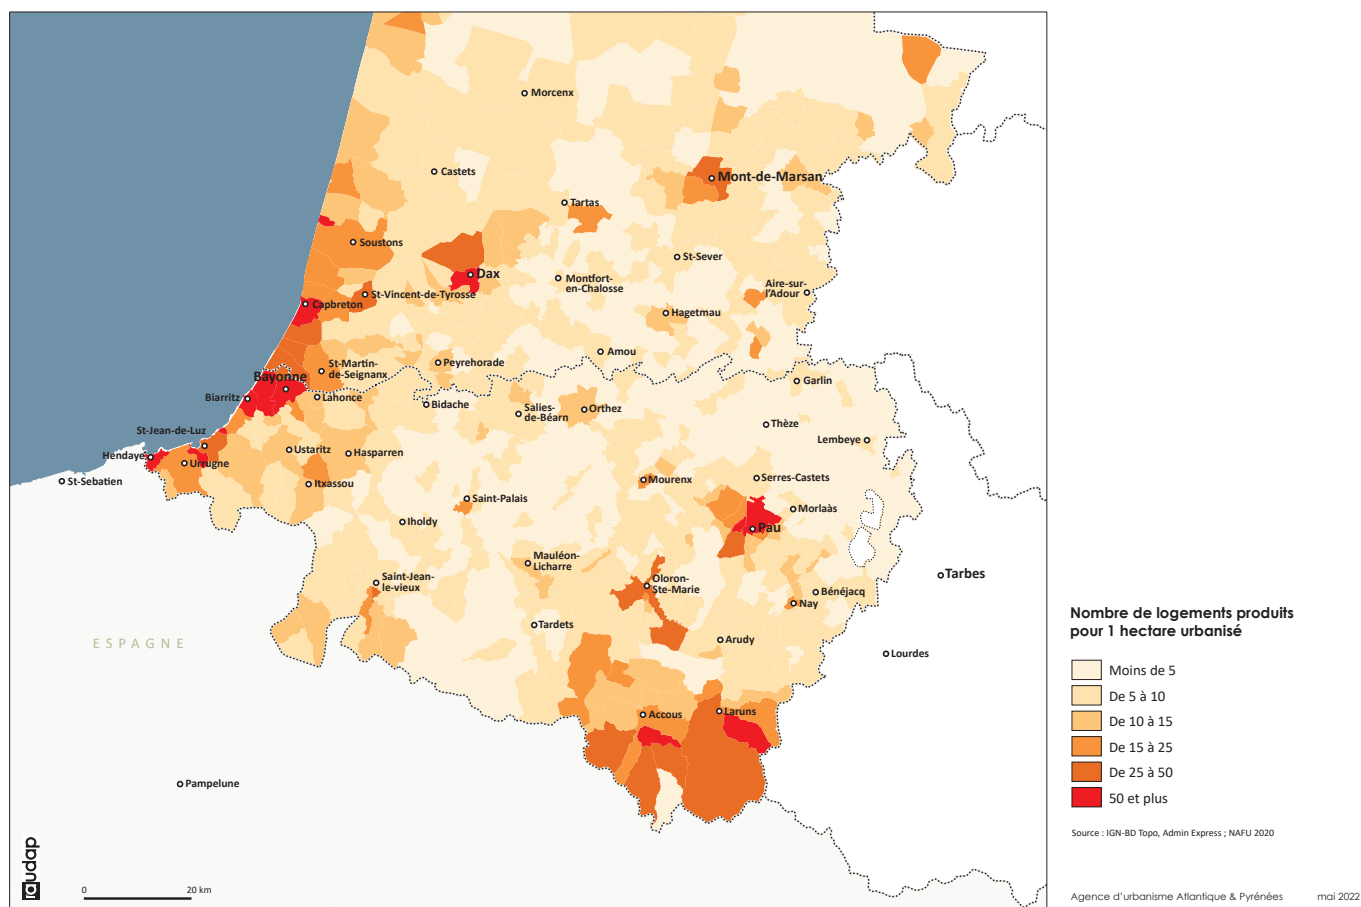 Morcenx
Castets
Mont-de-Marsan
Tartas
Soustons
St-Sever
Dax
Montfort-
en-Chalosse
Aire-sur-
l'Adour
St-Vincent-de-Tyrosse
Capbreton
Hagetmau
Amou
St-Martin-
de-Seignanx
Peyrehorade
Bayonne
Garlin
Biarritz
Lahonce
Bidache
Salies-
de-Béarn
Orthez
Thèze
St-Jean-de-Luz
Lembeye
Hendaye
Urrugne
Ustaritz
Hasparren
St-Sebatien
Itxassou
Mourenx
Serres-Castets
Saint-Palais
Morlaàs
Iholdy
Pau
Mauléon-
Licharre
Saint-Jean-
le-vieux
Oloron-
Ste-Marie
Tarbes
Bénéjacq
Nay
Tardets
Arudy
ESPAGNE
Lourdes
Accous
Laruns
Pampelune
audap
0 20 km
Nombre de logements produits
pour 1 hectare urbanisé
Moins de 5
De 5 à 10
De 10 à 15
De 15 à 25
De 25 à 50
50 et plus
Source : IGN-BD Topo, Admin Express ; NAFU 2020
Agence d'urbanisme Atlantique & Pyrénées mai 2022